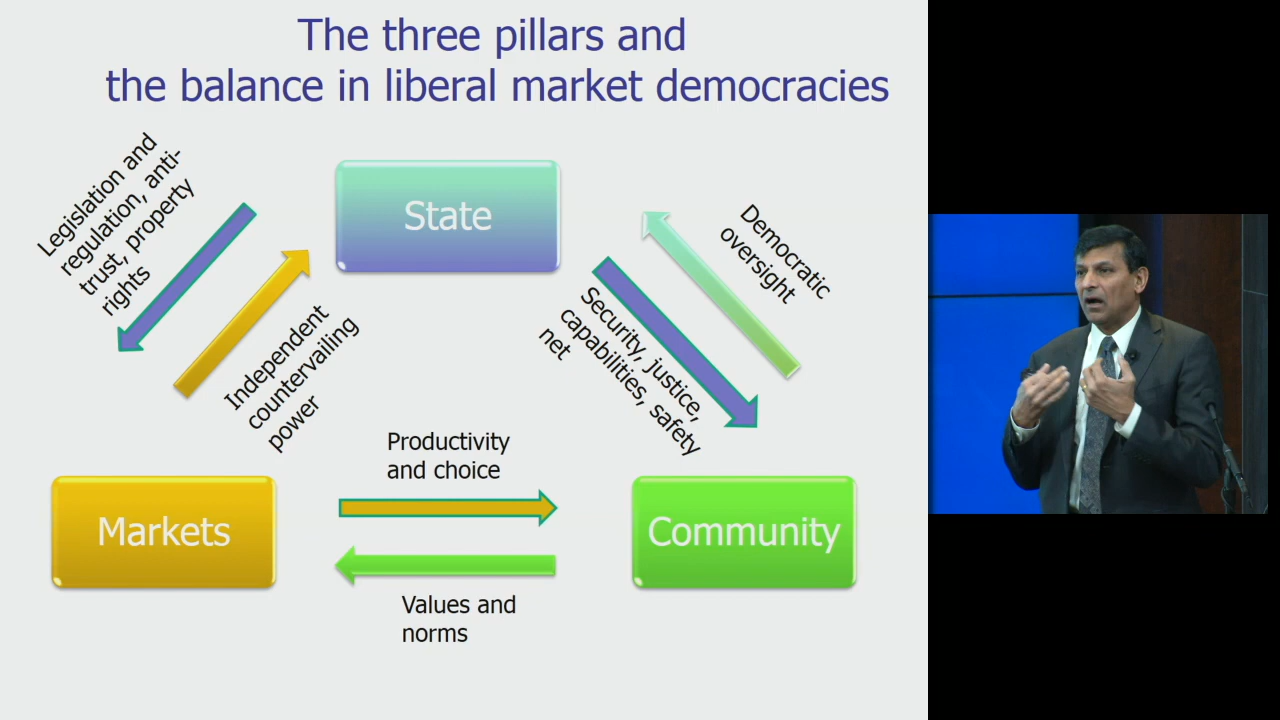 The three pillars and
the balance in liberal market democracies
Legislation and
regulation, anti-
trust, property
rights
State
Democratic
oversight
Independent
countervailing
power
Security, justice,
capabilities, safety
net
Productivity
and choice
Markets
Community
Values and
norms